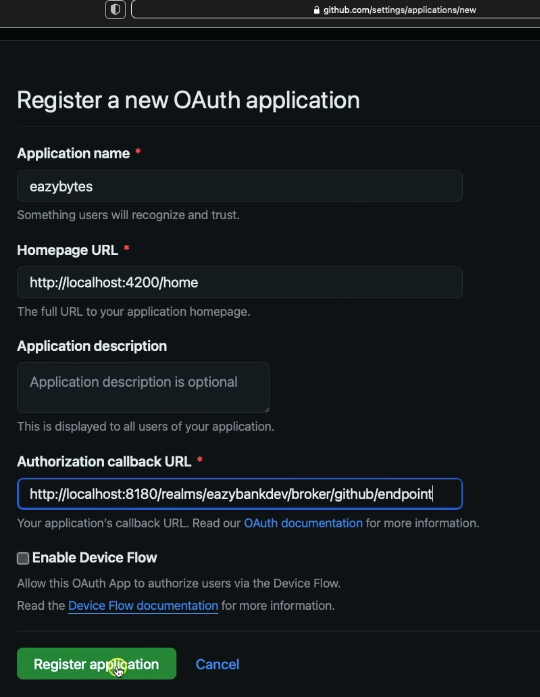 github.com/settings/applications/new
Register a new OAuth application
Application name *
eazybytes
Something users will recognize and trust.
Homepage URL *
http://localhost:4200/home
The full URL to your application homepage.
Application description
Application description is optional
This is displayed to all users of your application.
Authorization callback URL *
http://localhost:8180/realms/eazybankdev/broker/github/endpoint
Your application's callback URL. Read our OAuth documentation for more information.
Enable Device Flow
Allow this OAuth App to authorize users via the Device Flow.
Read the Device Flow documentation for more information.
Register application Cancel